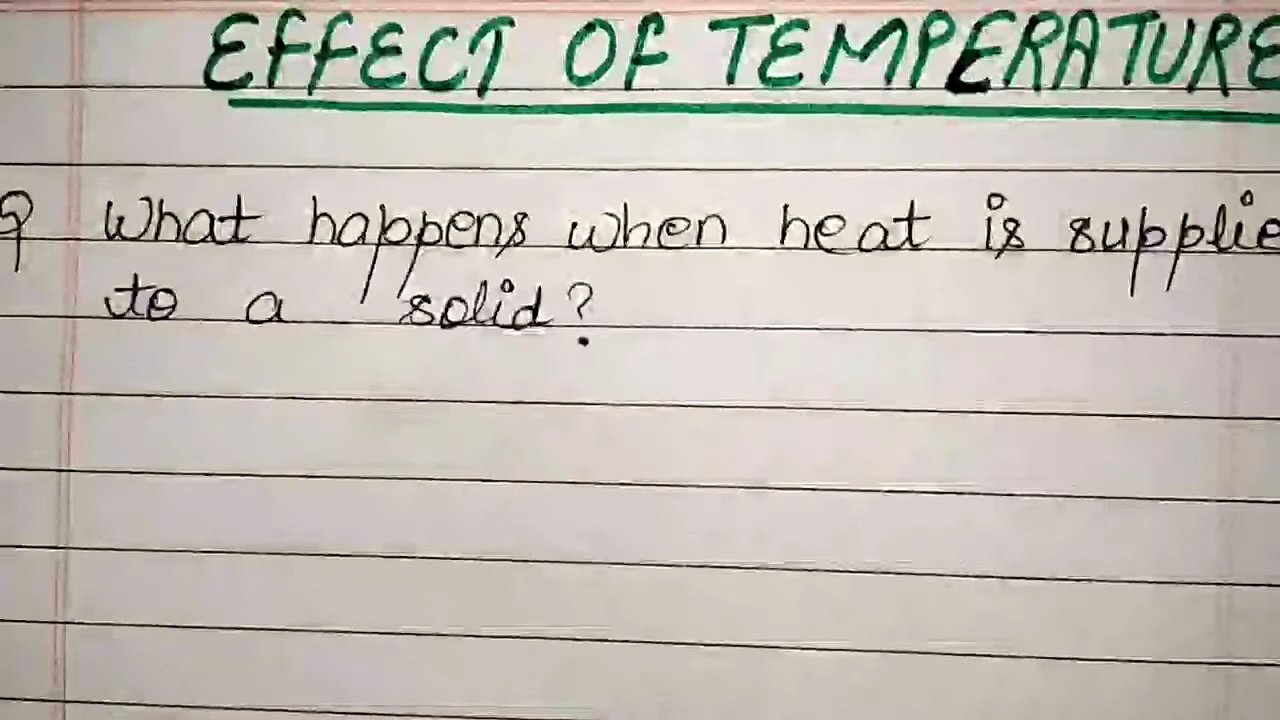 EFFECT OF TEMPERATURE
Q What happens when heat is supplie
to a solid?